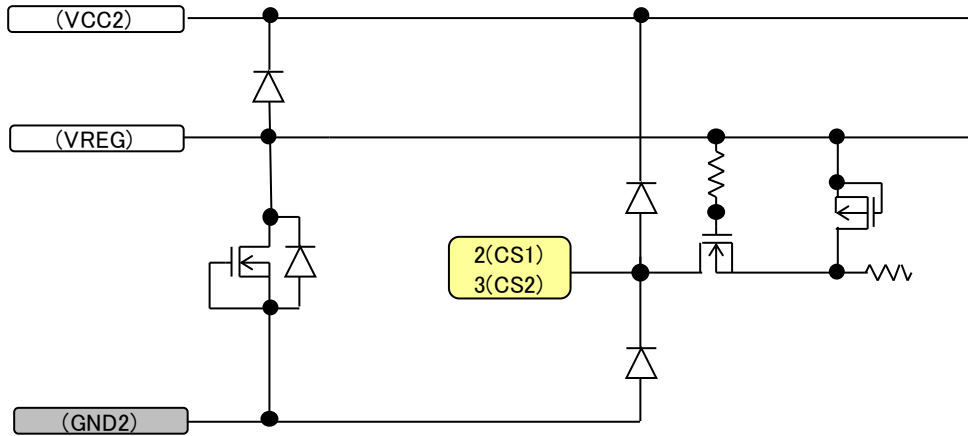 (VCC2)
(VREG)
2(CS1)
3(CS2)
(GND2)